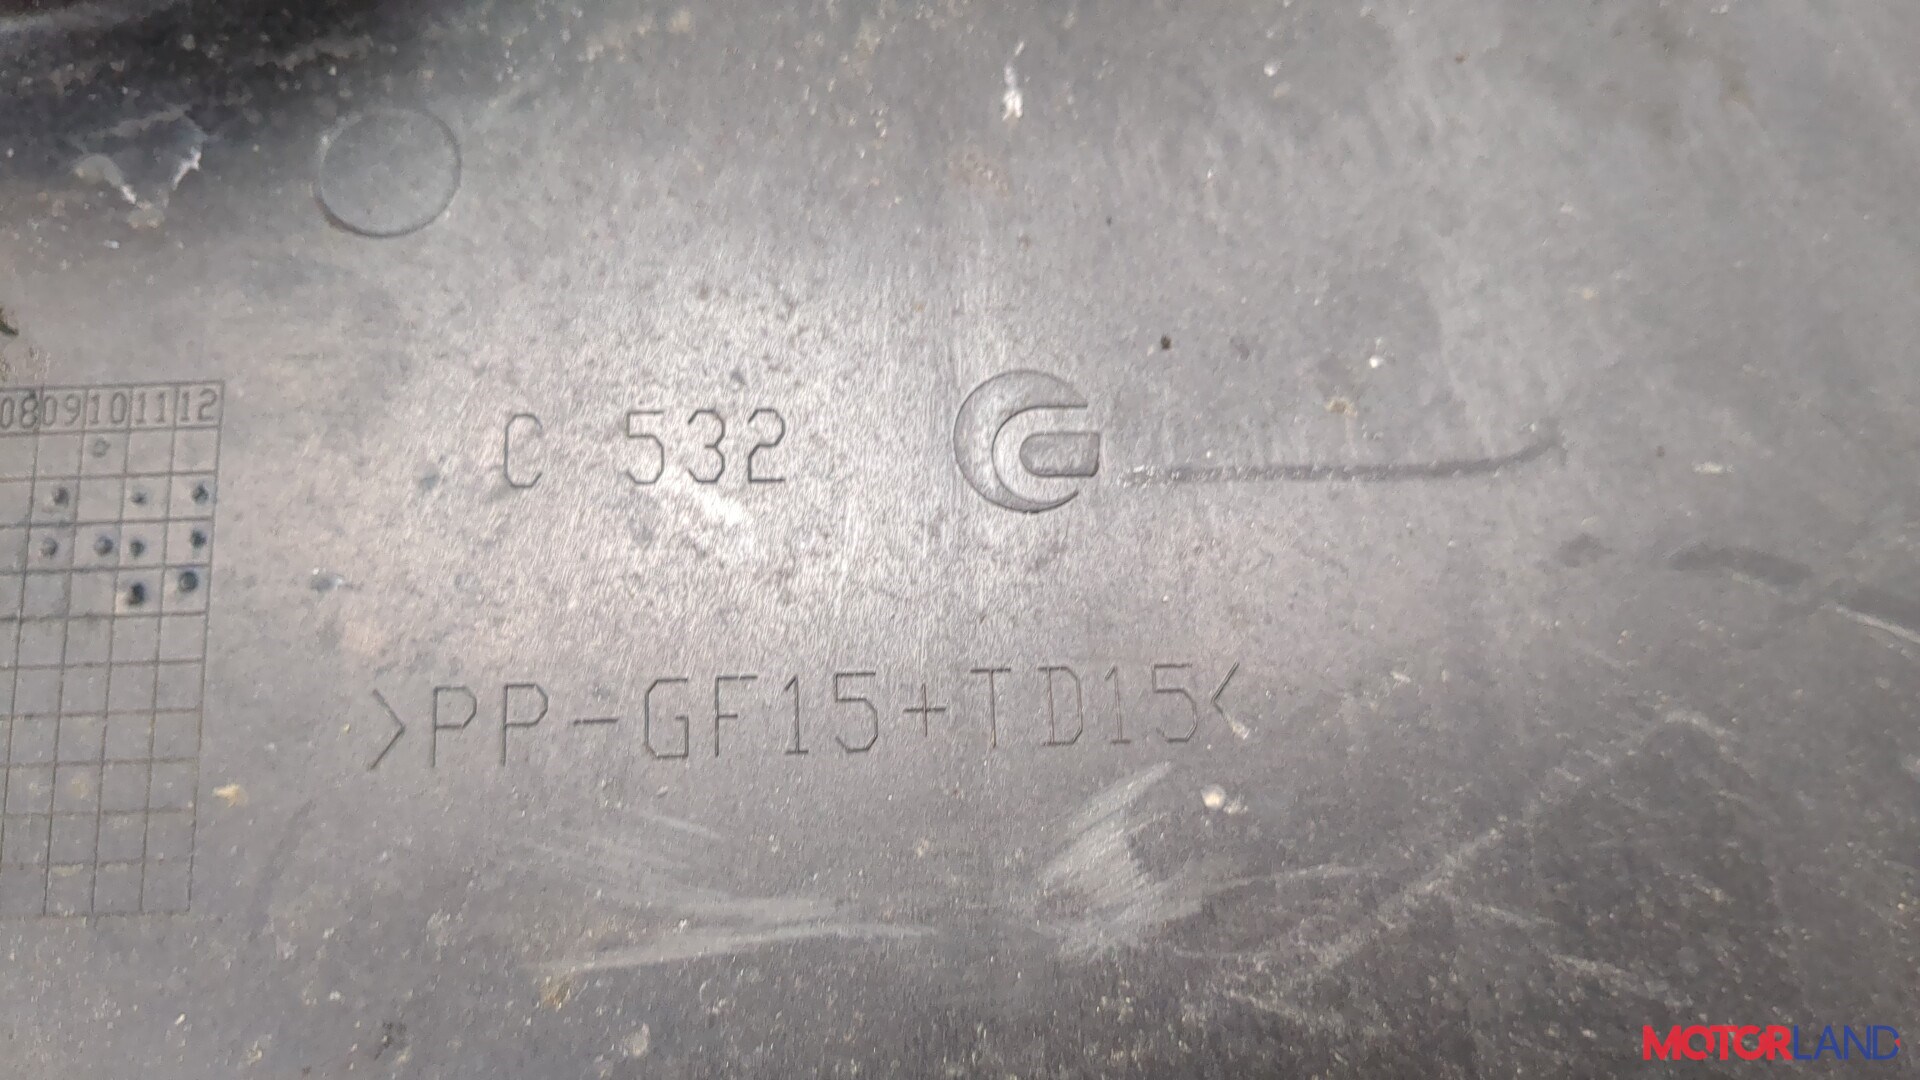 08 09 10 11 12
C 532
>PP-GF15+TD15<
MOTORLAND